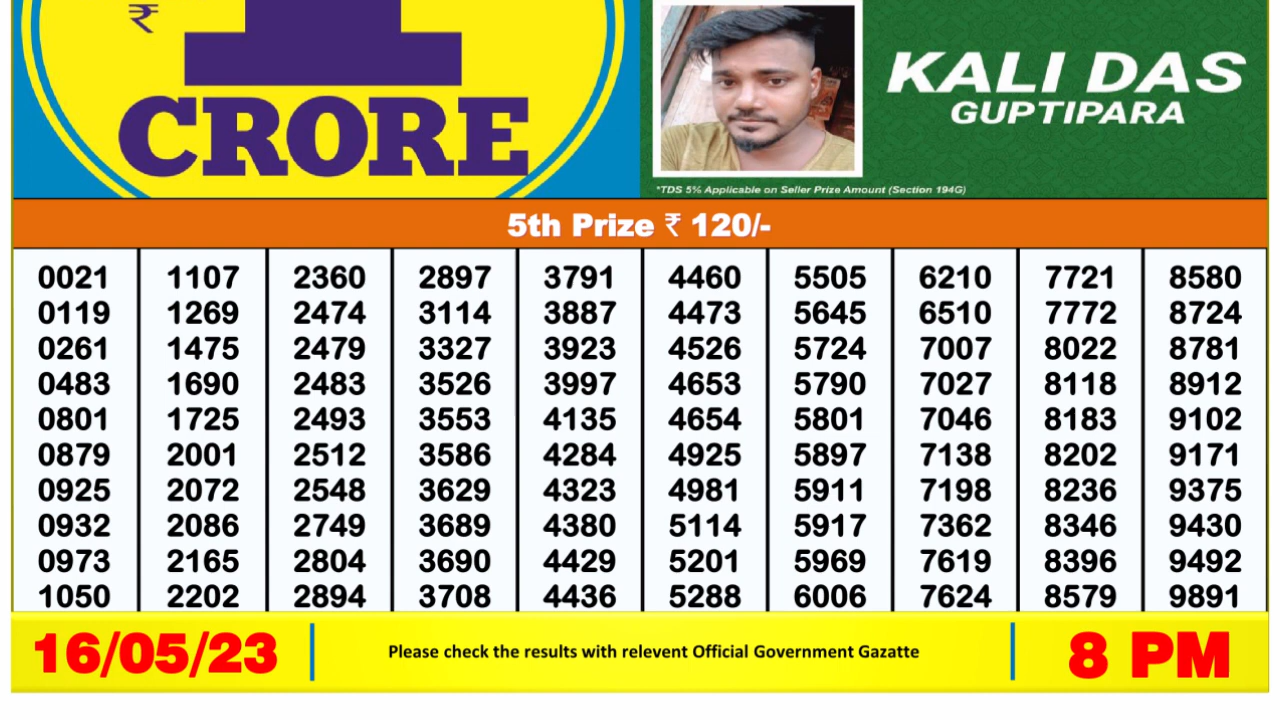 ₹
1
CRORE
KALI DAS
GUPTIPARA
*TDS 5% Applicable on Seller Prize Amount (Section 194G)
5th Prize ₹ 120/-
0021 1107 2360 2897 3791 4460 5505 6210 7721 8580
0119 1269 2474 3114 3887 4473 5645 6510 7772 8724
0261 1475 2479 3327 3923 4526 5724 7007 8022 8781
0483 1690 2483 3526 3997 4653 5790 7027 8118 8912
0801 1725 2493 3553 4135 4654 5801 7046 8183 9102
0879 2001 2512 3586 4284 4925 5897 7138 8202 9171
0925 2072 2548 3629 4323 4981 5911 7198 8236 9375
0932 2086 2749 3689 4380 5114 5917 7362 8346 9430
0973 2165 2804 3690 4429 5201 5969 7619 8396 9492
1050 2202 2894 3708 4436 5288 6006 7624 8579 9891
16/05/23
Please check the results with relevent Official Government Gazatte
8 PM